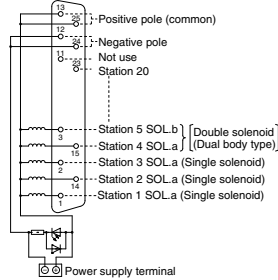 13
25
Positive pole (common)
12
24
Negative pole
11
Not use
23
Station 20
Station 5 SOL.b
3
Station 4 SOL.a
15
[Double solenoid
(Dual body type)]
Station 3 SOL.a (Single solenoid)
2
Station 2 SOL.a (Single solenoid)
14
Station 1 SOL.a (Single solenoid)
1
Power supply terminal